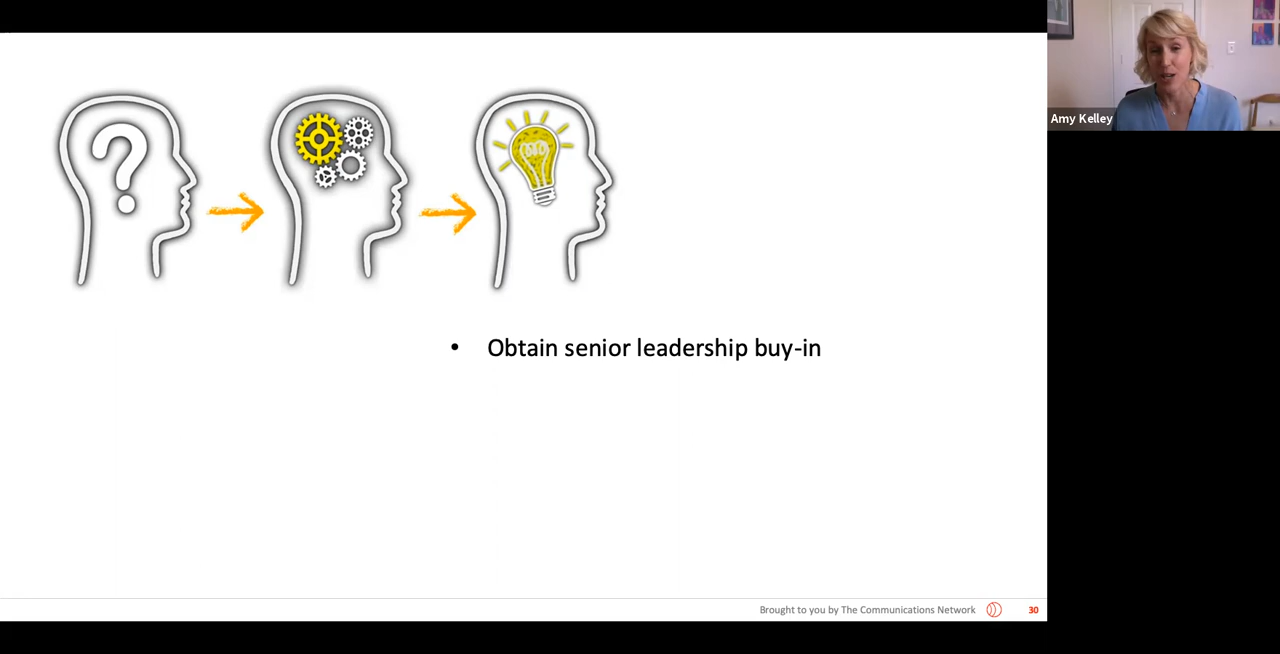 Amy Kelley
• Obtain senior leadership buy-in
Brought to you by The Communications Network
30